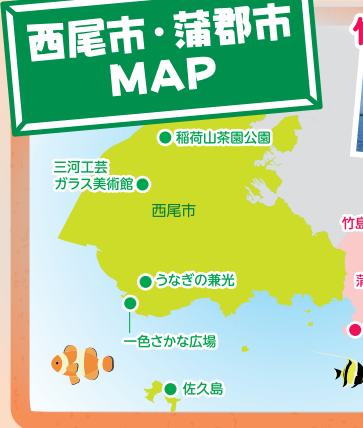 西尾市・蒲郡市
MAP
稲荷山茶園公園
三河工芸
ガラス美術館
西尾市
竹島
うなぎの兼光
一色さかな広場
佐久島